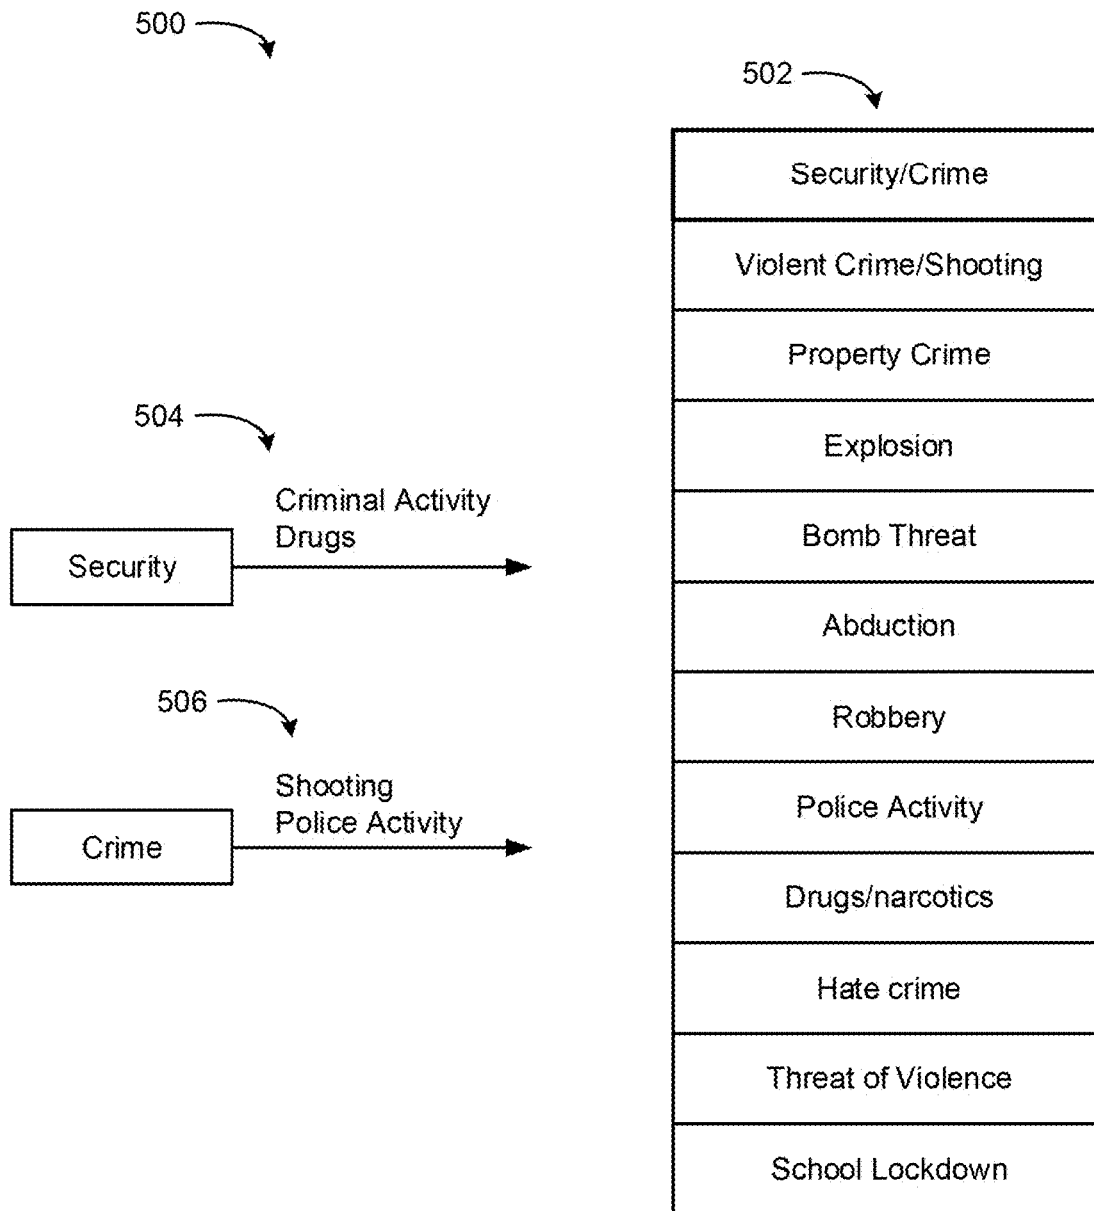 500
502
Security/Crime
Violent Crime/Shooting
Property Crime
Explosion
Bomb Threat
Abduction
Robbery
Police Activity
Drugs/narcotics
Hate crime
Threat of Violence
School Lockdown
504
Criminal Activity
Drugs
Security
506
Shooting
Police Activity
Crime